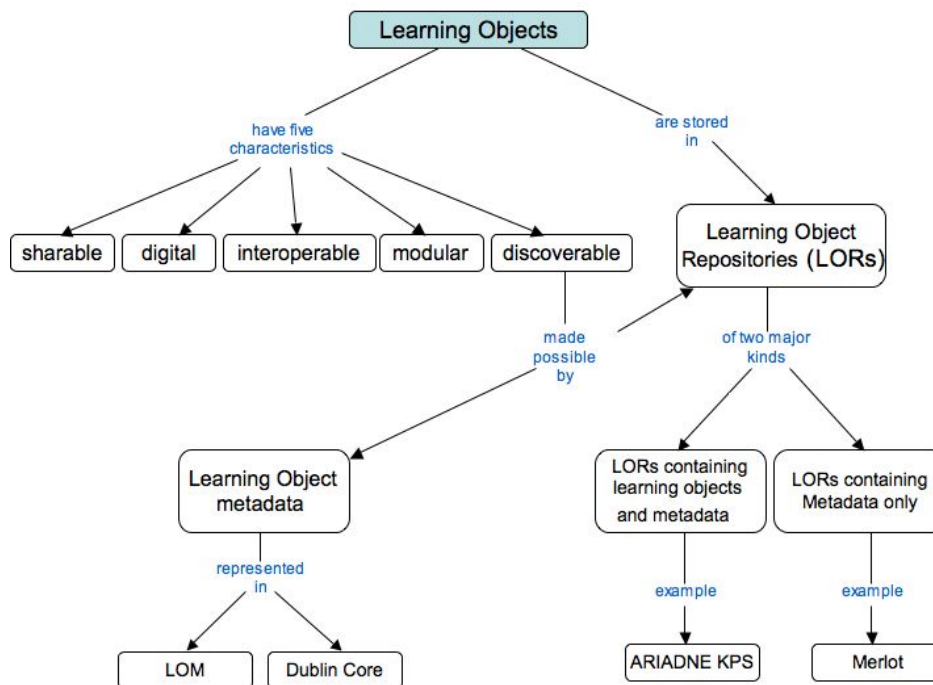 Learning Objects
have five
characteristics
are stored
in
sharable
digital
interoperable
modular
discoverable
Learning Object
Repositories (LORs)
made
possible
by
of two major
kinds
Learning Object
metadata
LORs containing
learning objects
and metadata
LORs containing
Metadata only
represented
in
example
example
LOM
Dublin Core
ARIADNE KPS
Merlot